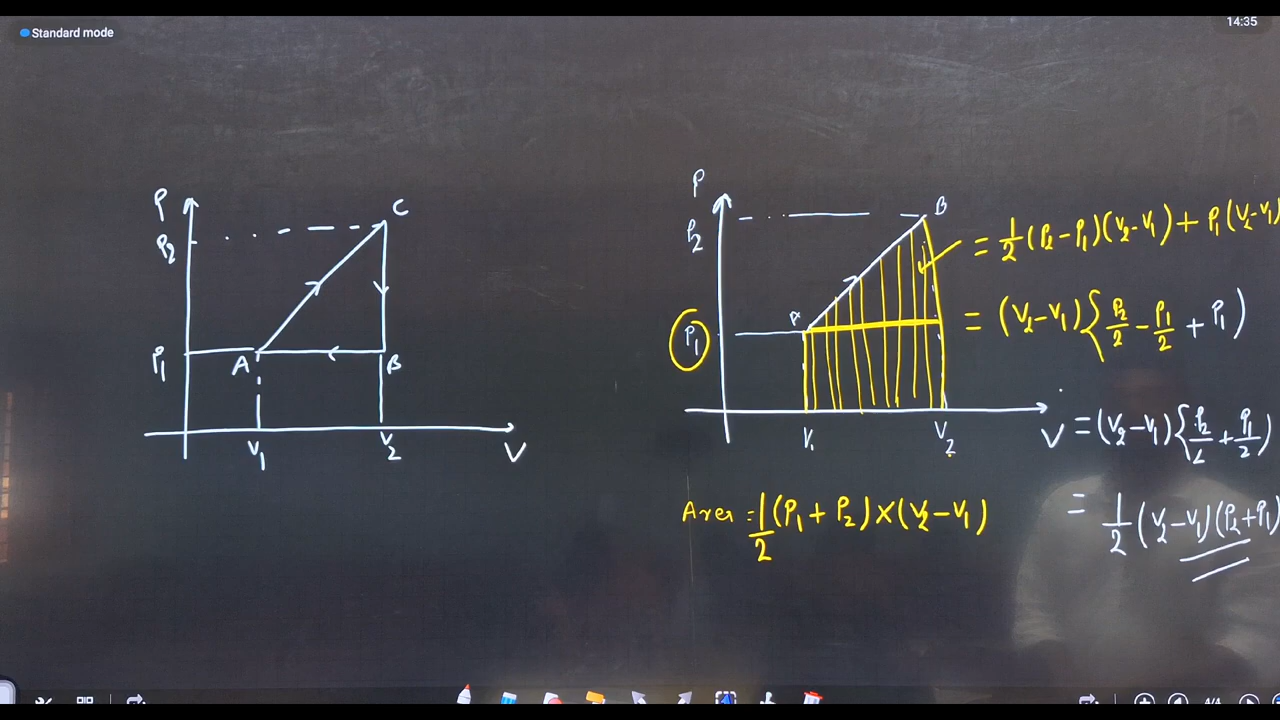 Standard mode
14:35
P
P₂
C
P₁
A
B
V₁
V₂
V
P
P₂
B
A
P₁
V₁
V₂
V
= 1/2 (P₂-P₁)(V₂-V₁) + P₁(V₂-V₁)
= (V₂-V₁){P₂/2 - P₁/2 + P₁)
= (V₂-V₁){P₂/2 + P₁/2)
= 1/2 (V₂-V₁)(P₂+P₁)
Area = 1/2 (P₁ + P₂) × (V₂ - V₁)
4/4